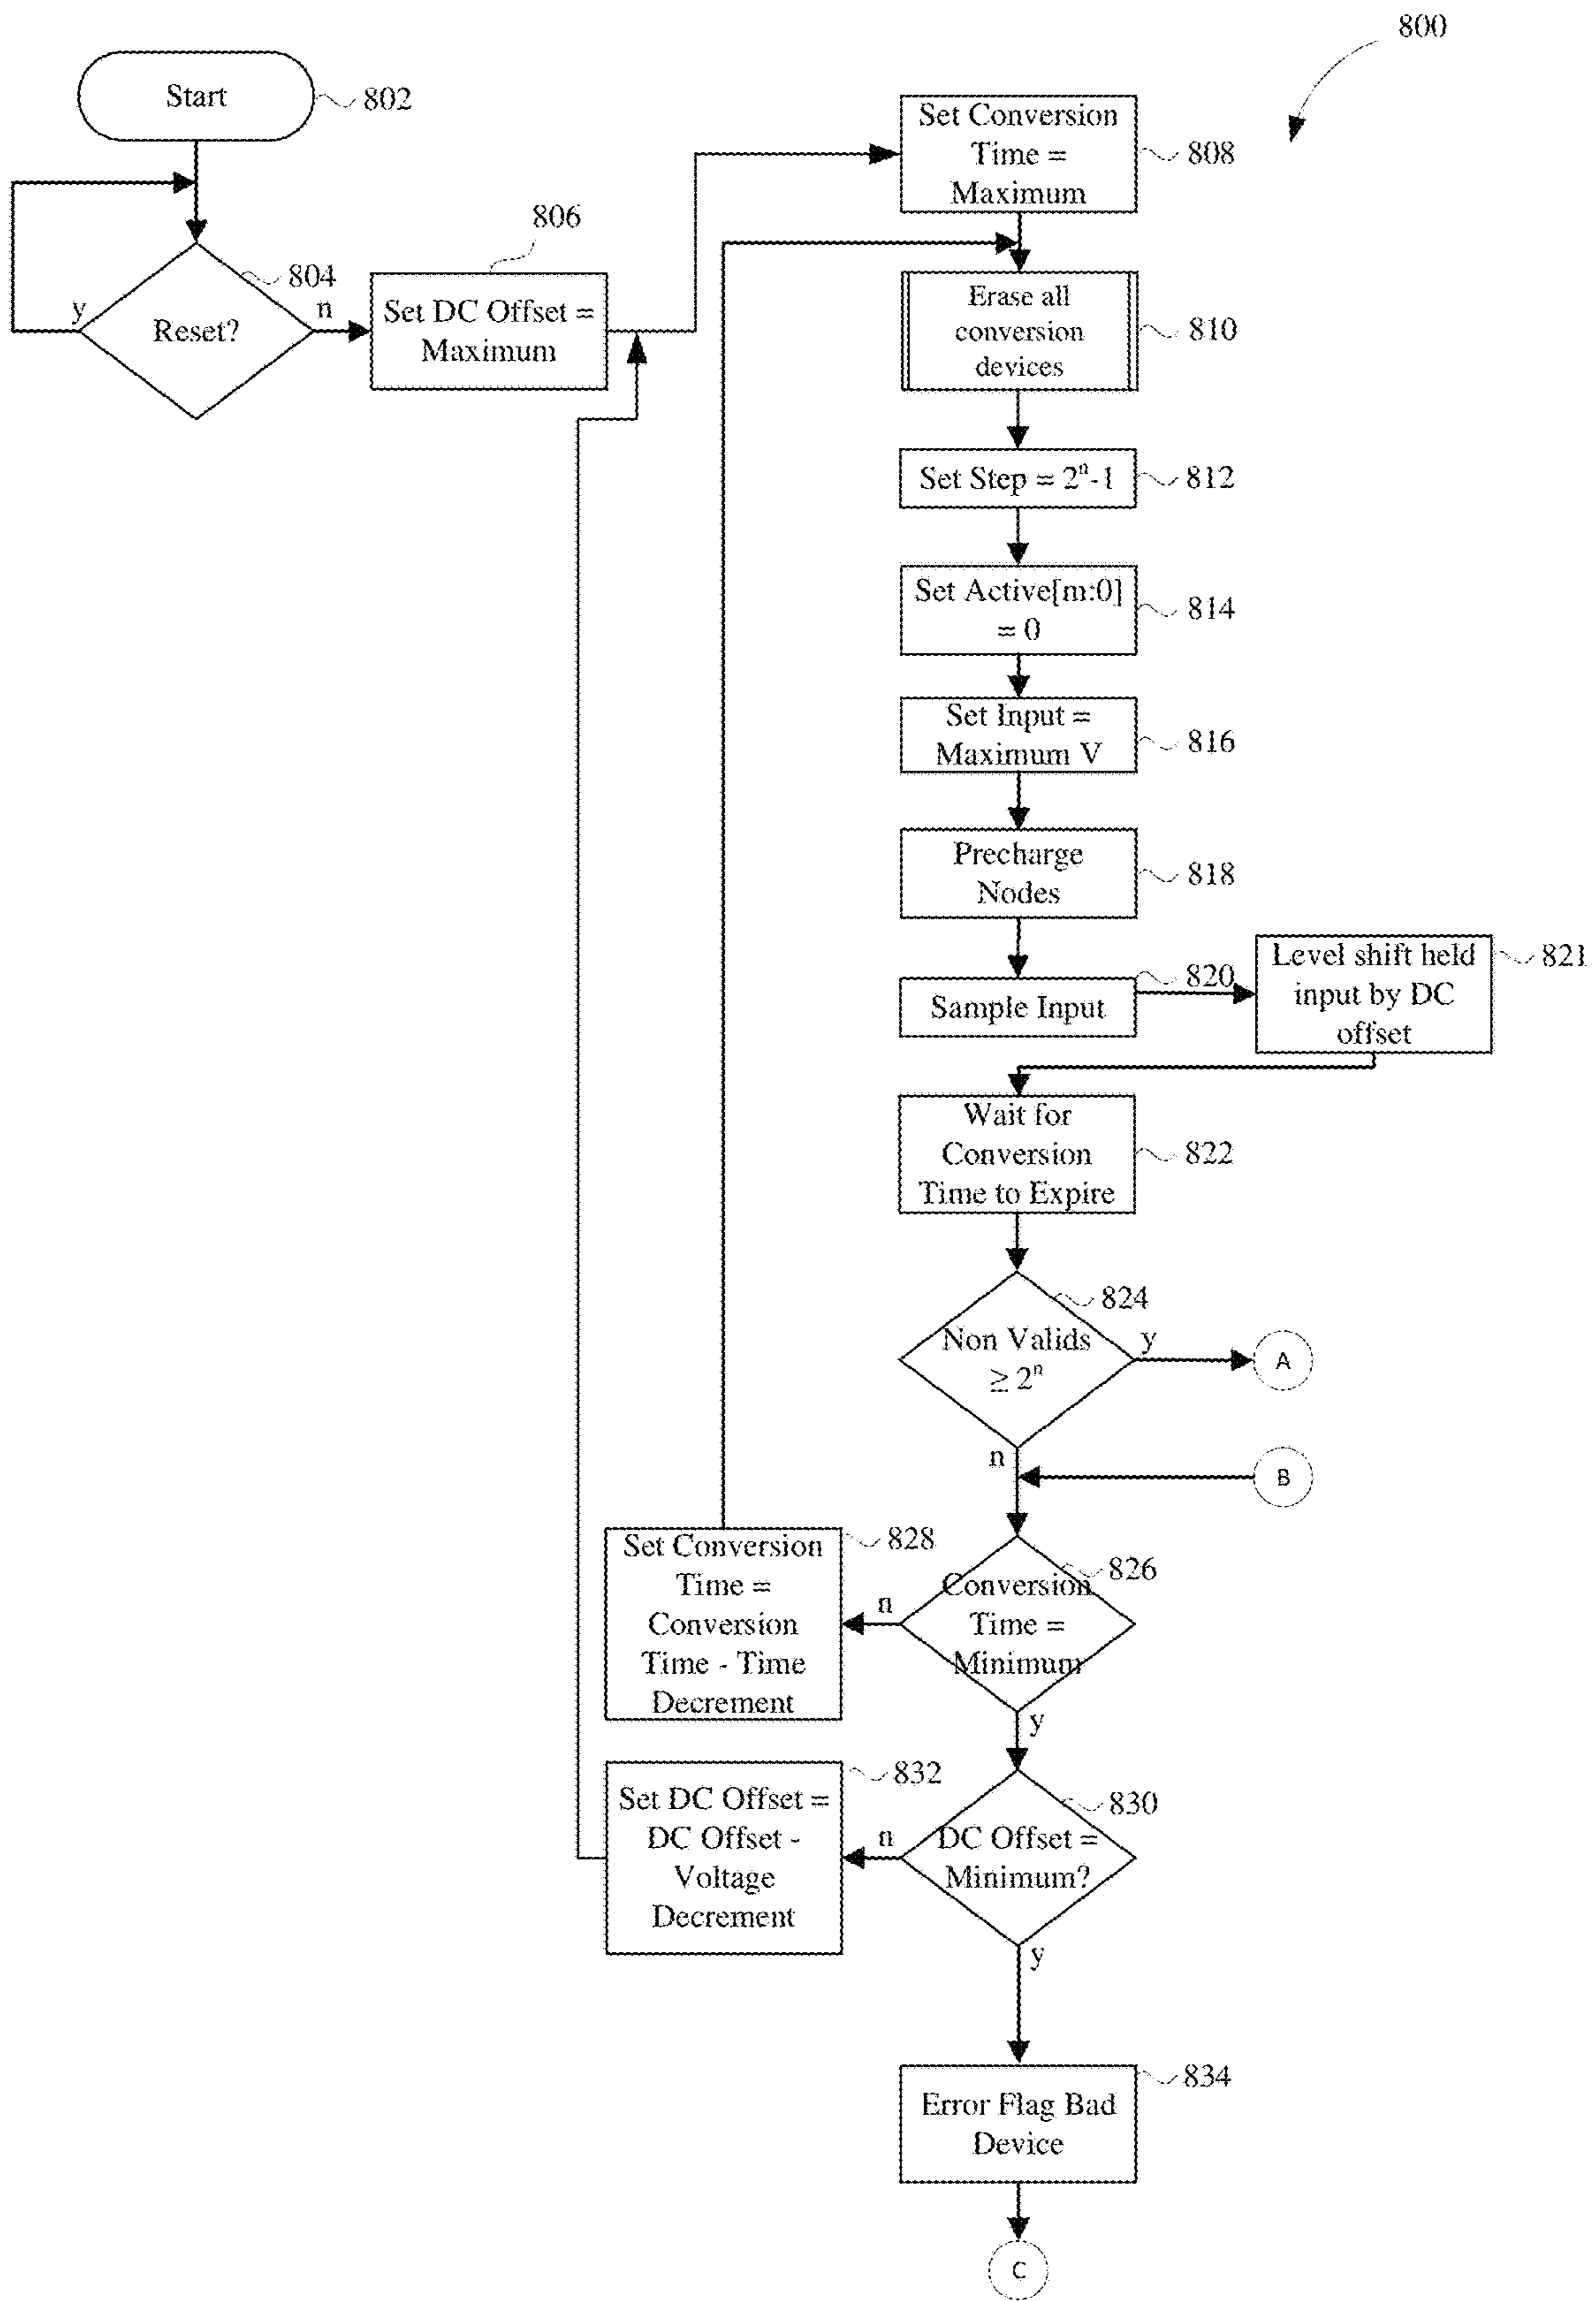 800
Start
802
Reset?
804
y
n
806
Set DC Offset =
Maximum
Set Conversion
Time =
Maximum
808
Erase all
conversion
devices
810
Set Step = 2ⁿ-1
812
Set Active[m:0]
= 0
814
Set Input =
Maximum V
816
Precharge
Nodes
818
Sample Input
820
Level shift held
input by DC
offset
821
Wait for
Conversion
Time to Expire
822
Non Valids
≥ 2ⁿ
824
y
A
n
B
Conversion
Time =
Minimum
826
n
Set Conversion
Time =
Conversion
Time - Time
Decrement
828
y
DC Offset =
Minimum?
830
n
Set DC Offset =
DC Offset -
Voltage
Decrement
832
y
Error Flag Bad
Device
834
C